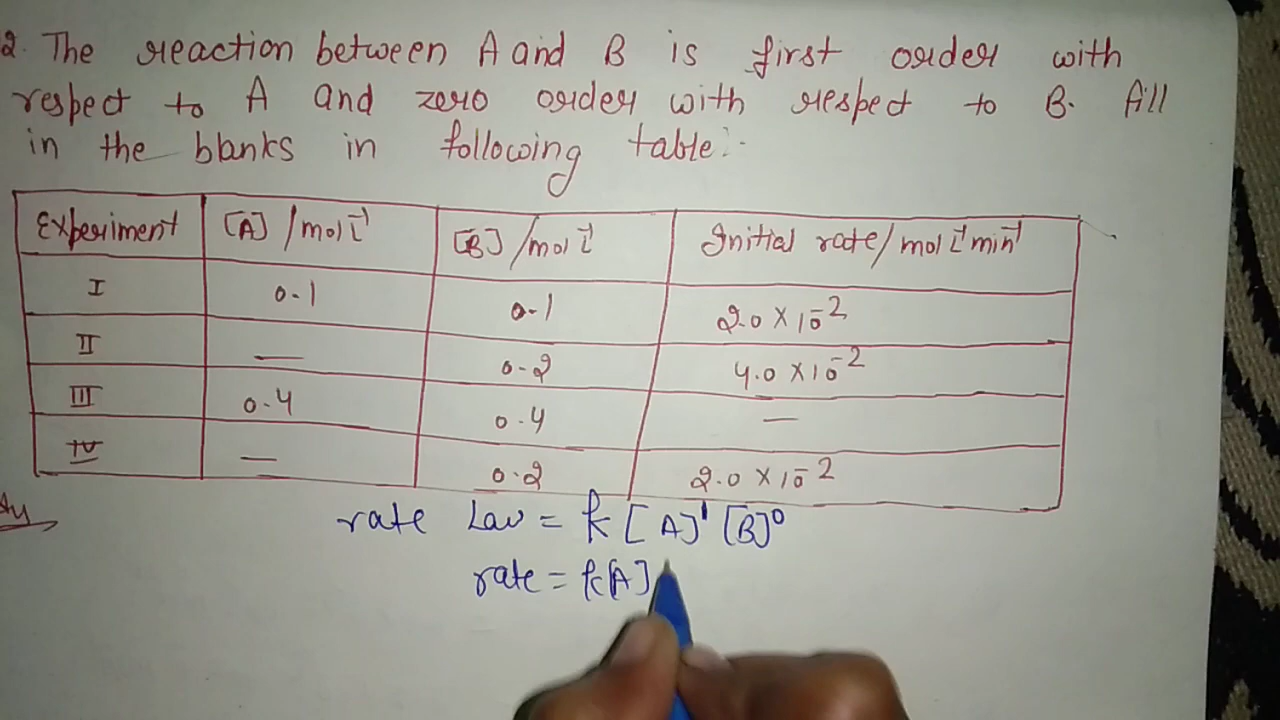 2. The reaction between A and B is first order with
respect to A and zero order with respect to B. Fill
in the blanks in following table:-
Experiment [A] /mol L⁻¹ [B] /mol L⁻¹ Initial rate/mol L⁻¹ min⁻¹
I 0.1 0.1 2.0 × 10⁻²
II — 0.2 4.0 × 10⁻²
III 0.4 0.4 —
IV — 0.2 2.0 × 10⁻²
rate Law = k [A]¹ [B]⁰
rate = k[A]